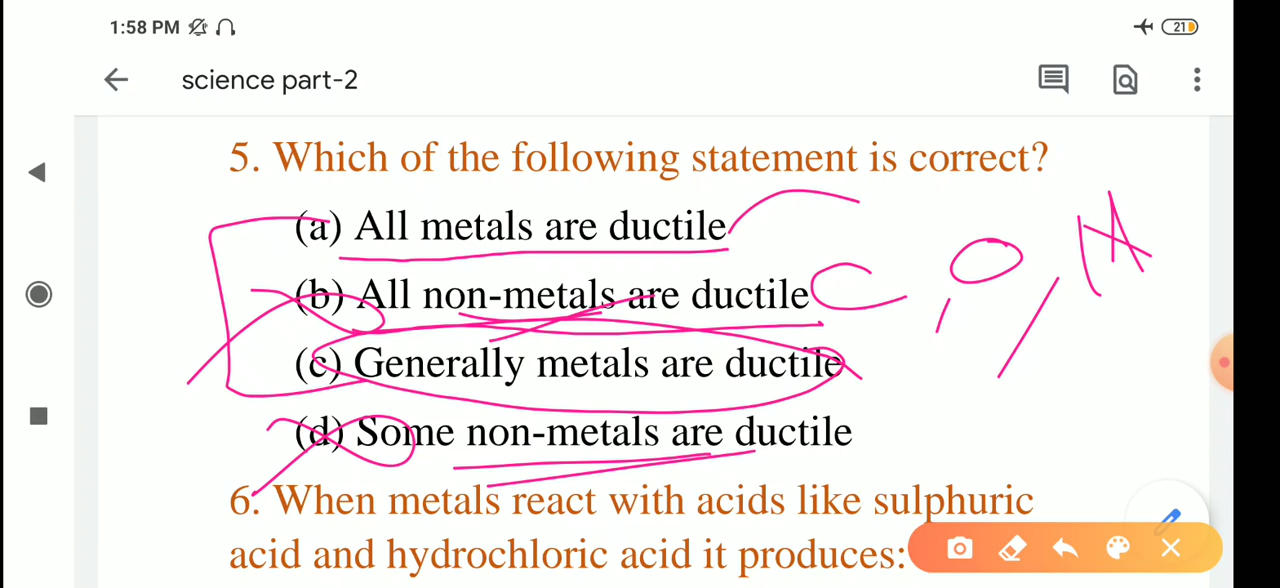 1:58 PM 21
science part-2
5. Which of the following statement is correct?
(a) All metals are ductile
(b) All non-metals are ductile
C, O, H
(c) Generally metals are ductile
(d) Some non-metals are ductile
6. When metals react with acids like sulphuric
acid and hydrochloric acid it produces: